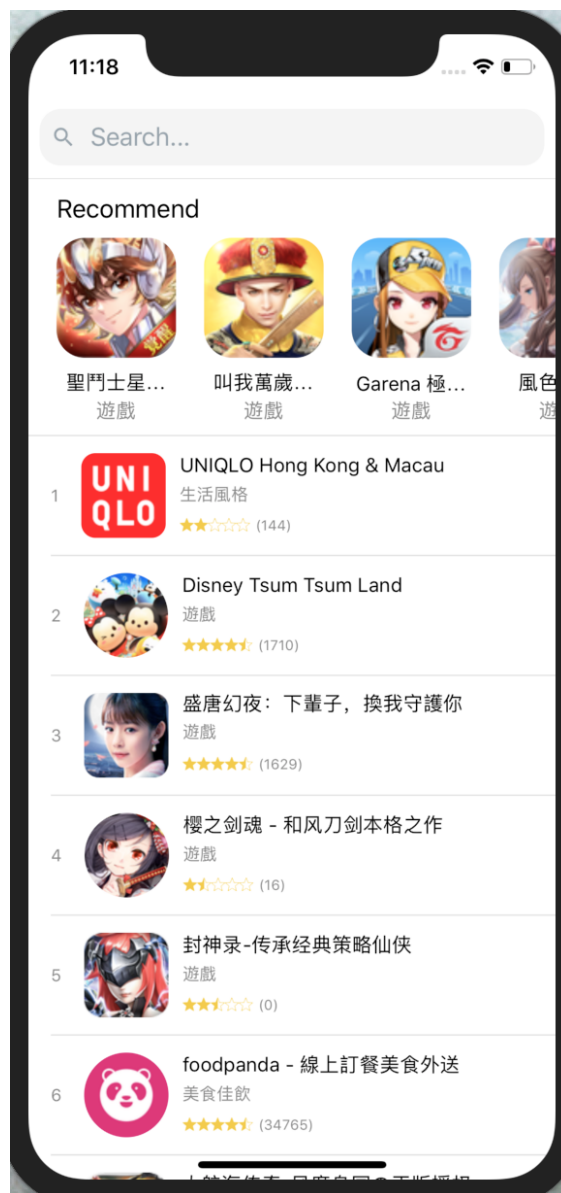 11:18
Search...
Recommend
覚醒
聖鬥士星...
遊戲
叫我萬歲...
遊戲
Garena 極...
遊戲
風色
遊
1
UNI
QLO
UNIQLO Hong Kong & Macau
生活風格
(144)
2
Disney Tsum Tsum Land
遊戲
(1710)
3
盛唐幻夜：下輩子，換我守護你
遊戲
(1629)
4
樱之剑魂 - 和风刀剑本格之作
遊戲
(16)
5
封神录-传承经典策略仙侠
遊戲
(0)
6
foodpanda - 線上訂餐美食外送
美食佳飲
(34765)